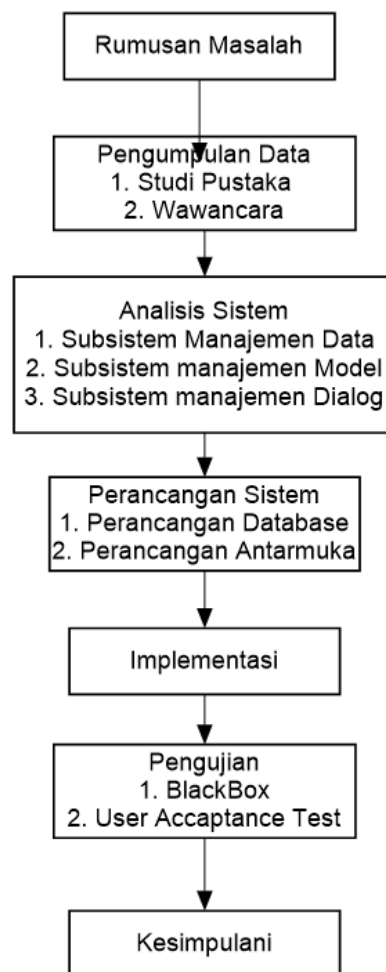 Rumusan Masalah
Pengumpulan Data
1. Studi Pustaka
2. Wawancara
Analisis Sistem
1. Subsistem Manajemen Data
2. Subsistem manajemen Model
3. Subsistem manajemen Dialog
Perancangan Sistem
1. Perancangan Database
2. Perancangan Antarmuka
Implementasi
Pengujian
1. BlackBox
2. User Accaptance Test
Kesimpulani